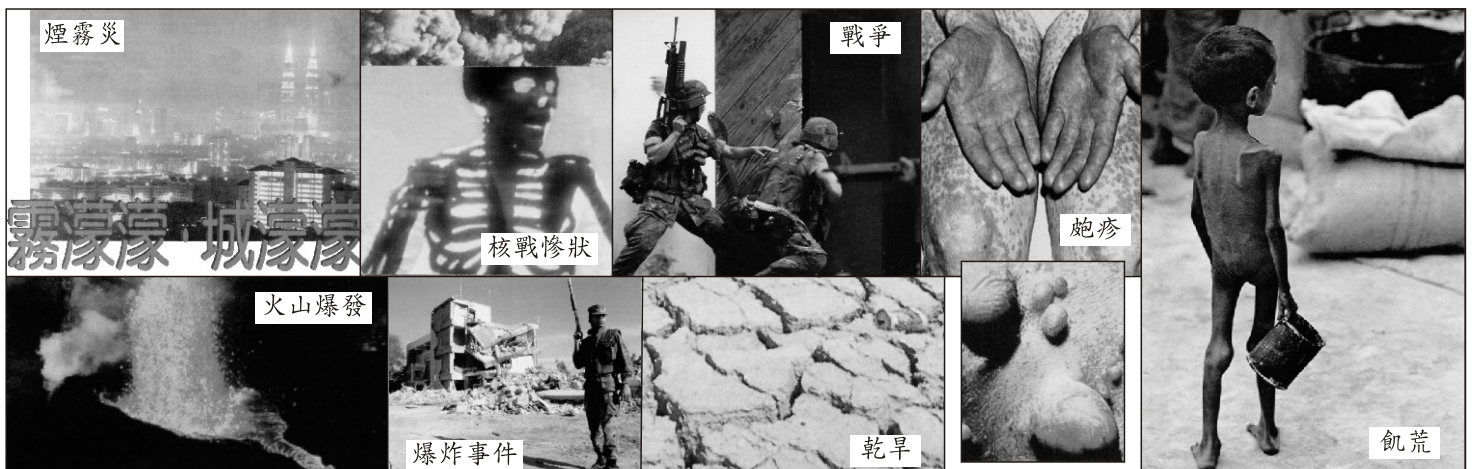 煙霧災
霧濛濛 城濛濛
核戰慘狀
戰爭
皰疹
火山爆發
爆炸事件
乾旱
飢荒